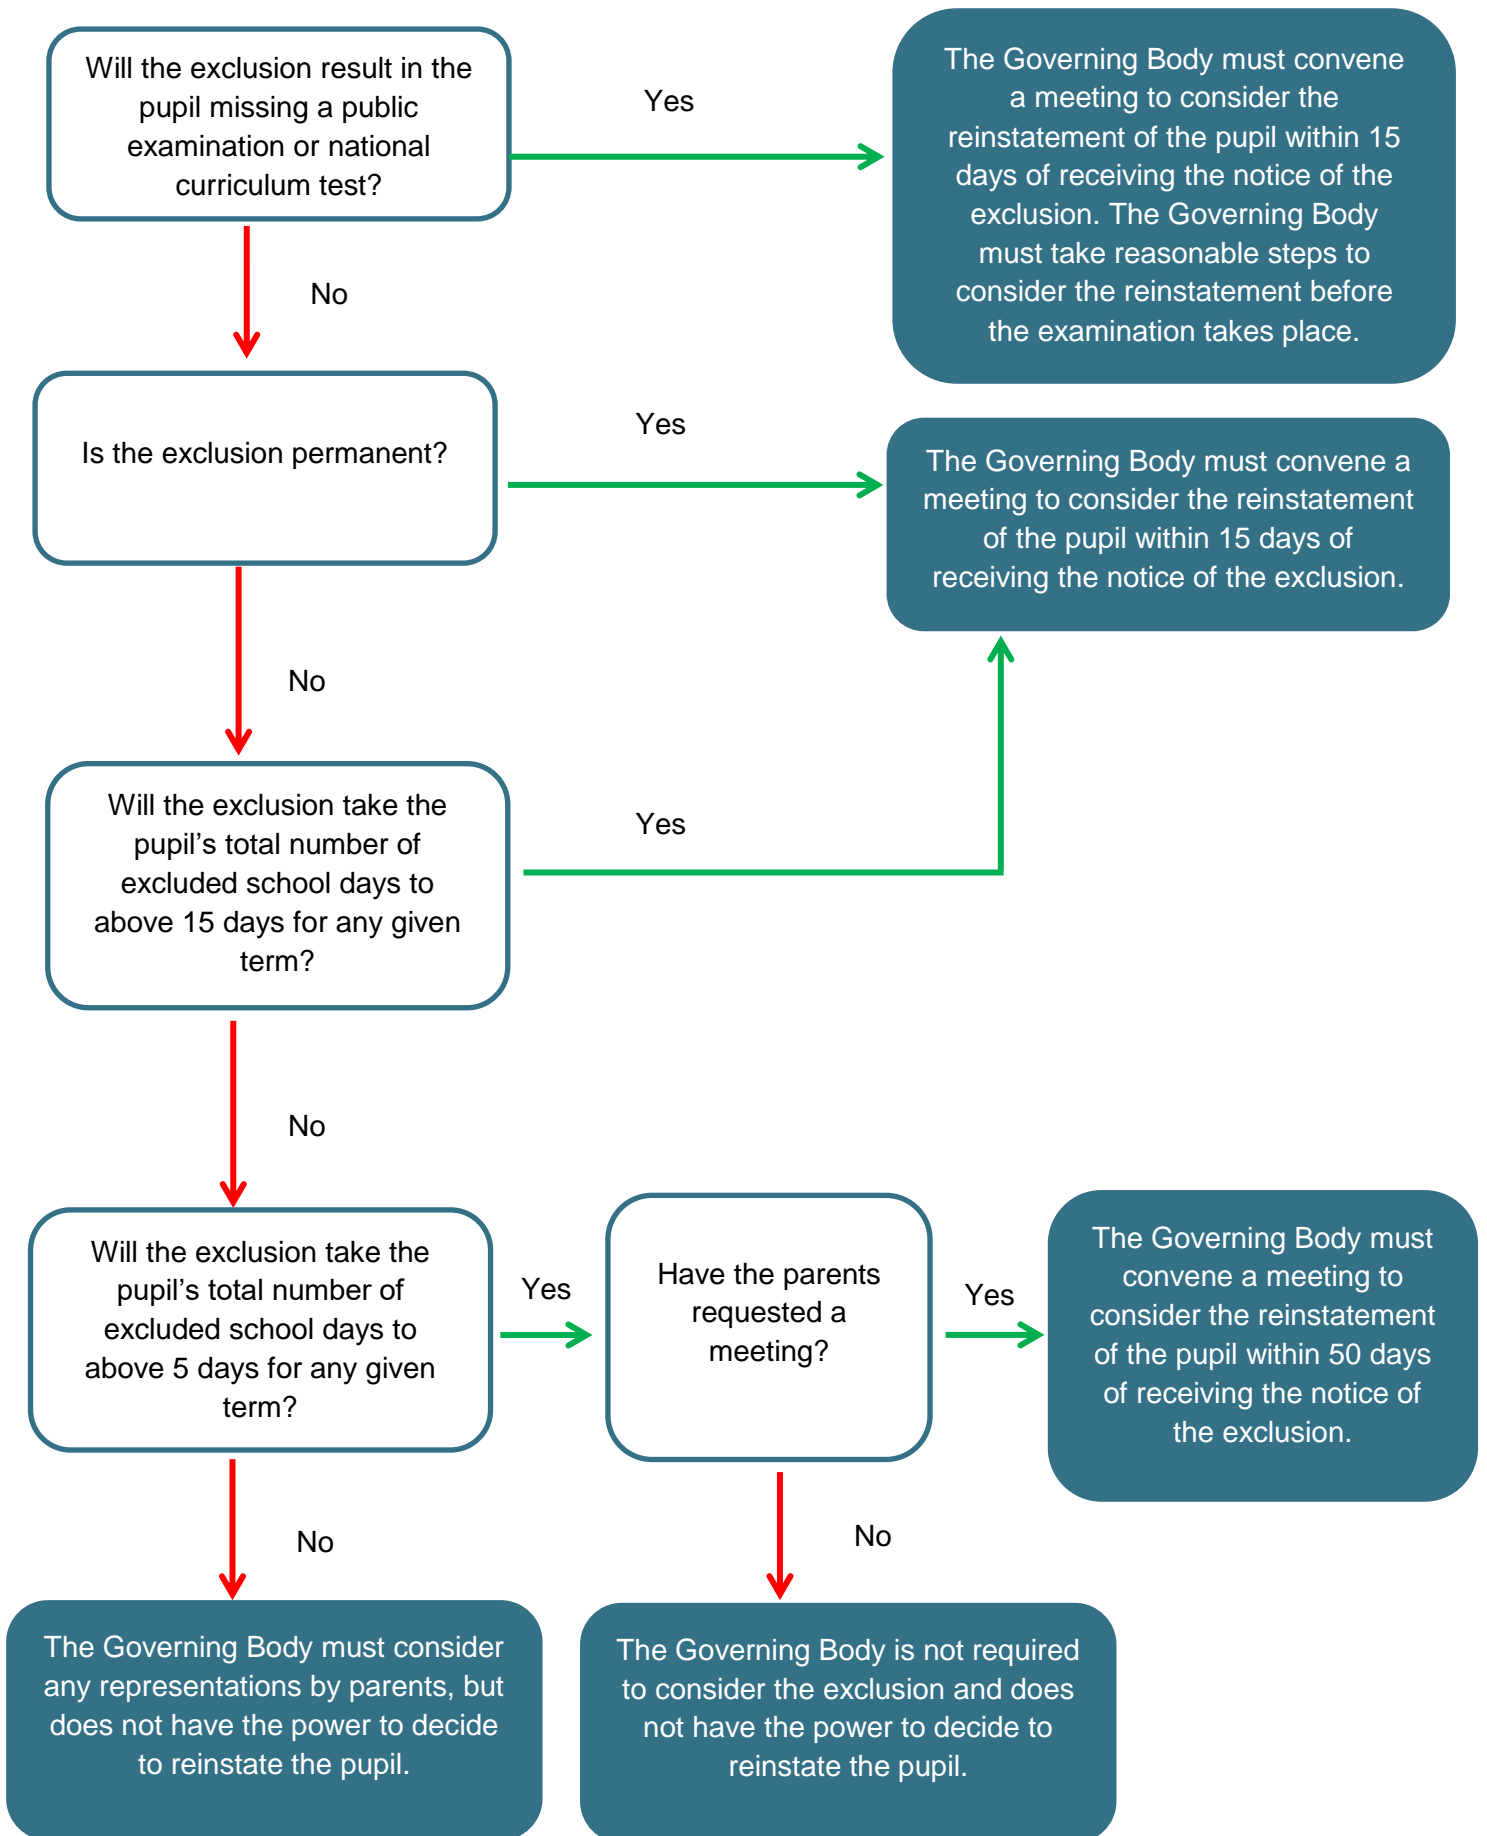 Will the exclusion result in the
pupil missing a public
examination or national
curriculum test?
Yes
The Governing Body must convene
a meeting to consider the
reinstatement of the pupil within 15
days of receiving the notice of the
exclusion. The Governing Body
must take reasonable steps to
consider the reinstatement before
the examination takes place.
No
Is the exclusion permanent?
Yes
The Governing Body must convene a
meeting to consider the reinstatement
of the pupil within 15 days of
receiving the notice of the exclusion.
No
Will the exclusion take the
pupil’s total number of
excluded school days to
above 15 days for any given
term?
Yes
No
Will the exclusion take the
pupil’s total number of
excluded school days to
above 5 days for any given
term?
Yes
Have the parents
requested a
meeting?
Yes
The Governing Body must
convene a meeting to
consider the reinstatement
of the pupil within 50 days
of receiving the notice of
the exclusion.
No
No
The Governing Body must consider
any representations by parents, but
does not have the power to decide
to reinstate the pupil.
The Governing Body is not required
to consider the exclusion and does
not have the power to decide to
reinstate the pupil.